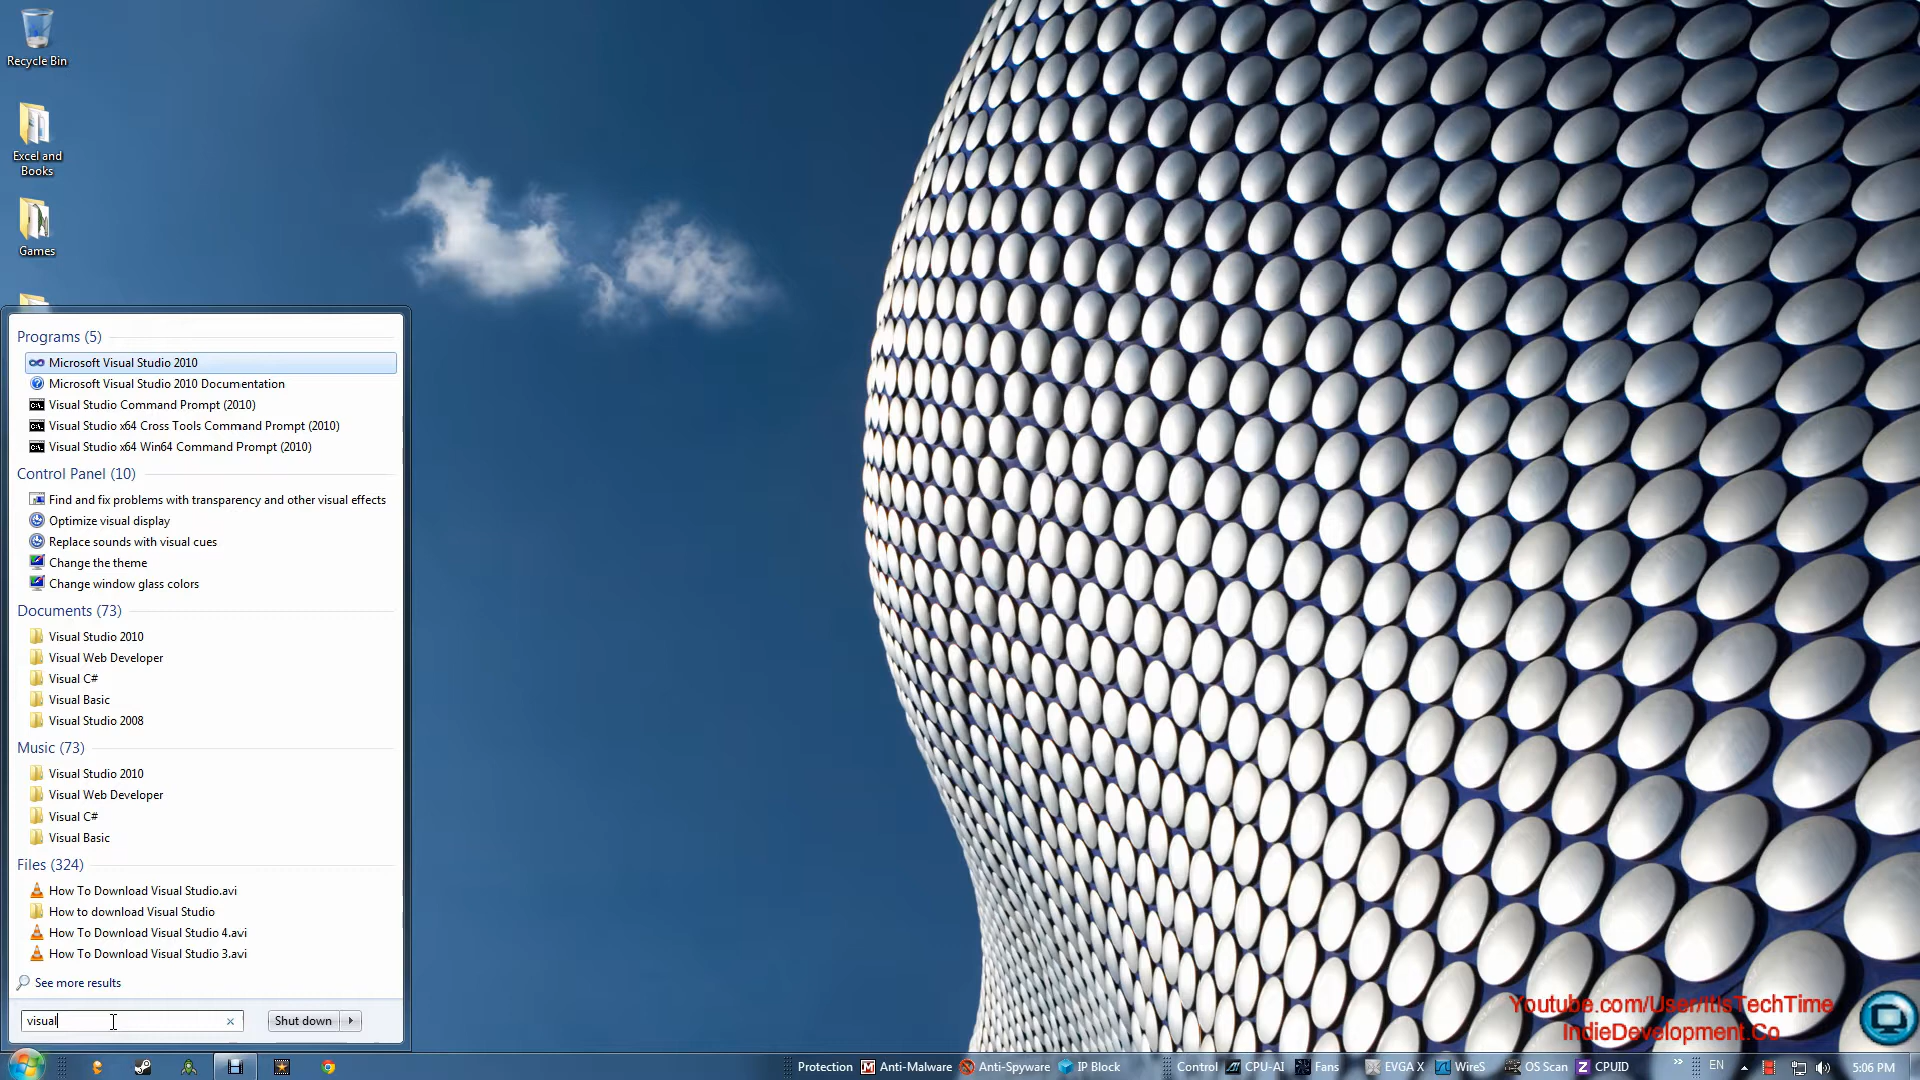 Recycle Bin
Excel and
Books
Games
Programs (5)
Microsoft Visual Studio 2010
Microsoft Visual Studio 2010 Documentation
Visual Studio Command Prompt (2010)
Visual Studio x64 Cross Tools Command Prompt (2010)
Visual Studio x64 Win64 Command Prompt (2010)
Control Panel (10)
Find and fix problems with transparency and other visual effects
Optimize visual display
Replace sounds with visual cues
Change the theme
Change window glass colors
Documents (73)
Visual Studio 2010
Visual Web Developer
Visual C#
Visual Basic
Visual Studio 2008
Music (73)
Visual Studio 2010
Visual Web Developer
Visual C#
Visual Basic
Files (324)
How To Download Visual Studio.avi
How to download Visual Studio
How To Download Visual Studio 4.avi
How To Download Visual Studio 3.avi
See more results
visual
Shut down
Youtube.com/User/ItIsTechTime
IndieDevelopment.Co
Protection Anti-Malware Anti-Spyware IP Block Control CPU-AI Fans EVGA X WireS OS Scan CPUID » EN 5:06 PM